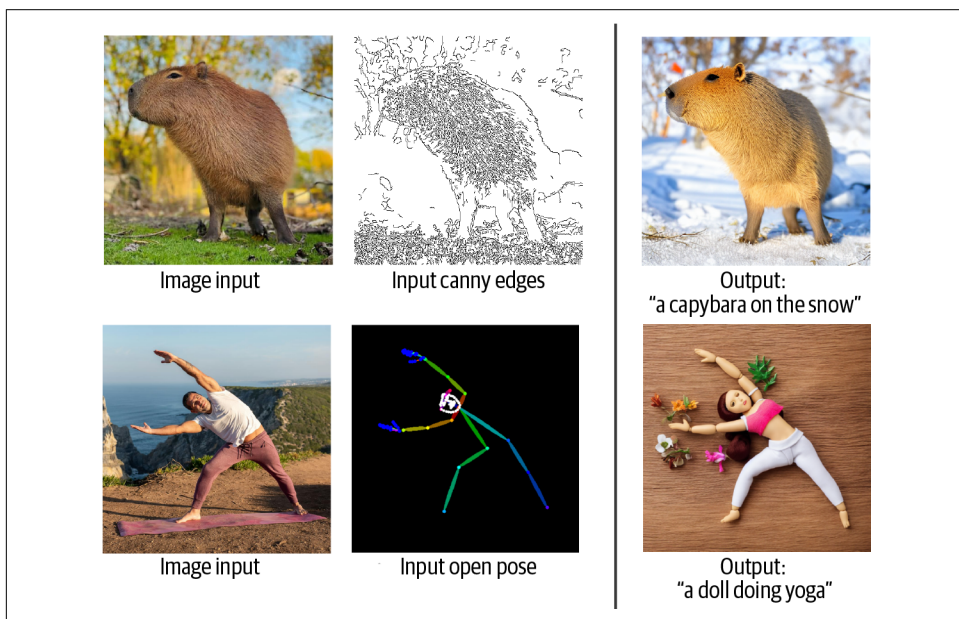 Image input
Input canny edges
Output:
“a capybara on the snow”
Image input
Input open pose
Output:
“a doll doing yoga”